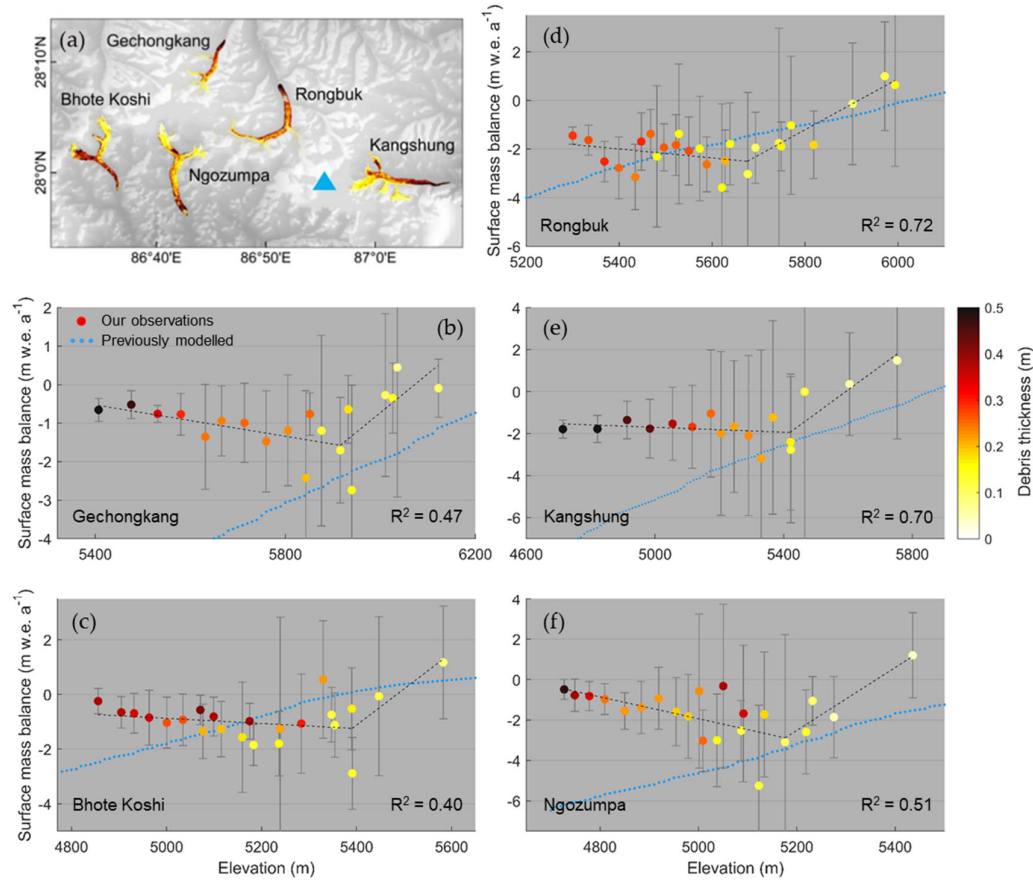 (a)
Gechongkang
Bhote Koshi
Rongbuk
Ngozumpa
Kangshung
28°10'N
28°0'N
86°40'E
86°50'E
87°0'E
(d)
Surface mass balance (m w.e. a-1)
2
0
-2
-4
-6
Rongbuk
R2 = 0.72
5200
5400
5600
5800
6000
(b)
Our observations
Previously modelled
Surface mass balance (m w.e. a-1)
2
1
0
-1
-2
-3
-4
Gechongkang
R2 = 0.47
5400
5800
6200
(e)
4
2
0
-2
-4
-6
Kangshung
R2 = 0.70
4600
5000
5400
5800
0.5
0.4
0.3
0.2
0.1
0
Debris thickness (m)
(c)
Surface mass balance (m w.e. a-1)
4
2
0
-2
-4
Bhote Koshi
R2 = 0.40
4800
5000
5200
5400
5600
Elevation (m)
(f)
4
2
0
-2
-4
-6
Ngozumpa
R2 = 0.51
4800
5000
5200
5400
Elevation (m)